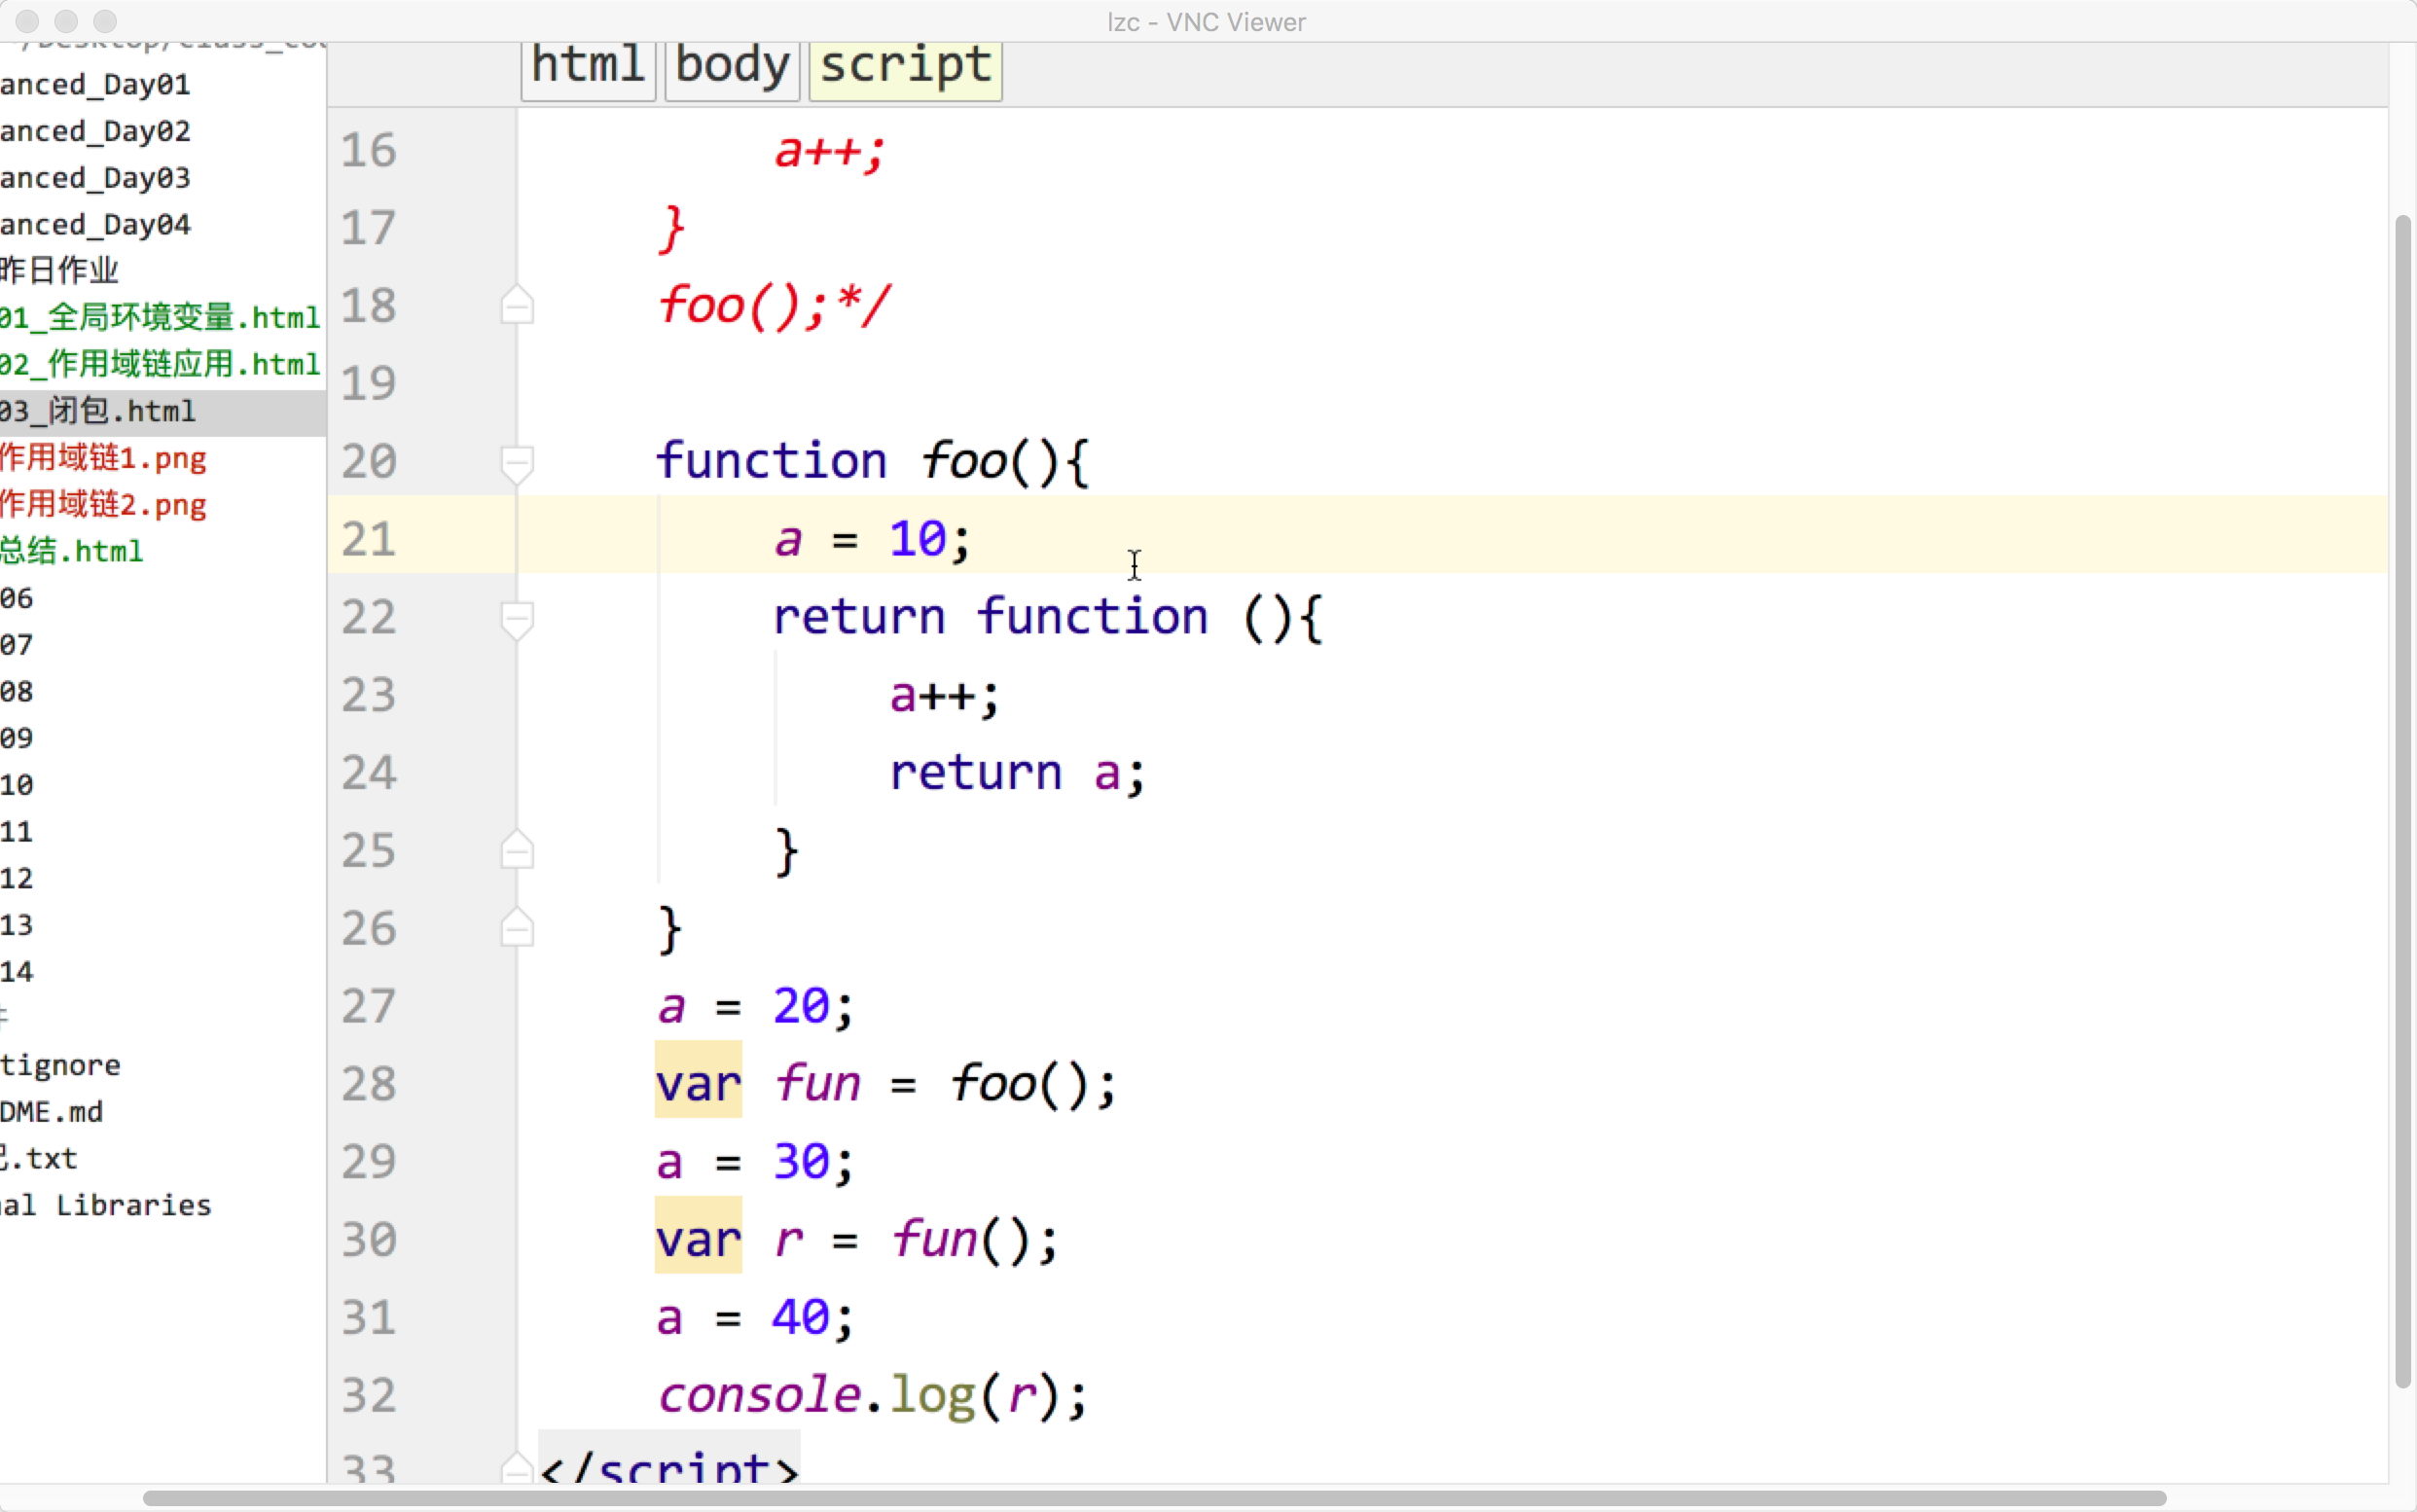 lzc - VNC Viewer
anced_Day01
anced_Day02
anced_Day03
anced_Day04
昨日作业
01_全局环境变量.html
02_作用域链应用.html
03_闭包.html
作用域链1.png
作用域链2.png
总结.html
06
07
08
09
10
11
12
13
14
tignore
DME.md
.txt
al Libraries
html body script
16 a++;
17 }
18 foo();*/
19
20 function foo(){
21 a = 10;
22 return function (){
23 a++;
24 return a;
25 }
26 }
27 a = 20;
28 var fun = foo();
29 a = 30;
30 var r = fun();
31 a = 40;
32 console.log(r);
33 </script>